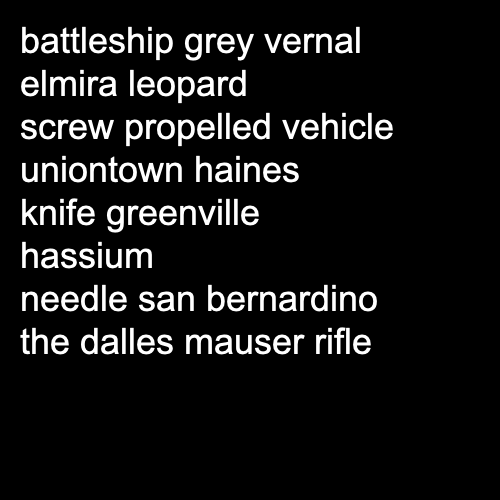 battleship grey vernal
elmira leopard
screw propelled vehicle
uniontown haines
knife greenville
hassium
needle san bernardino
the dalles mauser rifle